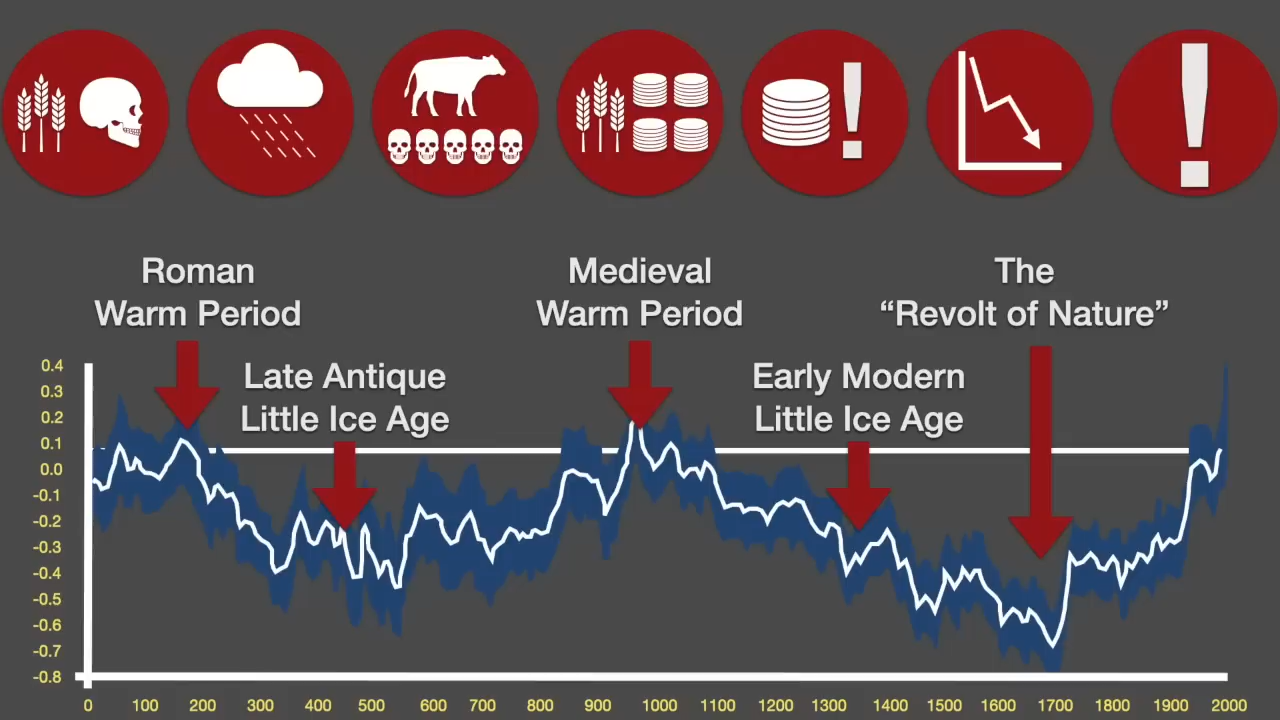 !
!
Roman
Warm Period
Medieval
Warm Period
The
“Revolt of Nature”
Late Antique
Little Ice Age
Early Modern
Little Ice Age
0.4
0.3
0.2
0.1
0.0
-0.1
-0.2
-0.3
-0.4
-0.5
-0.6
-0.7
-0.8
0 100 200 300 400 500 600 700 800 900 1000 1100 1200 1300 1400 1500 1600 1700 1800 1900 2000